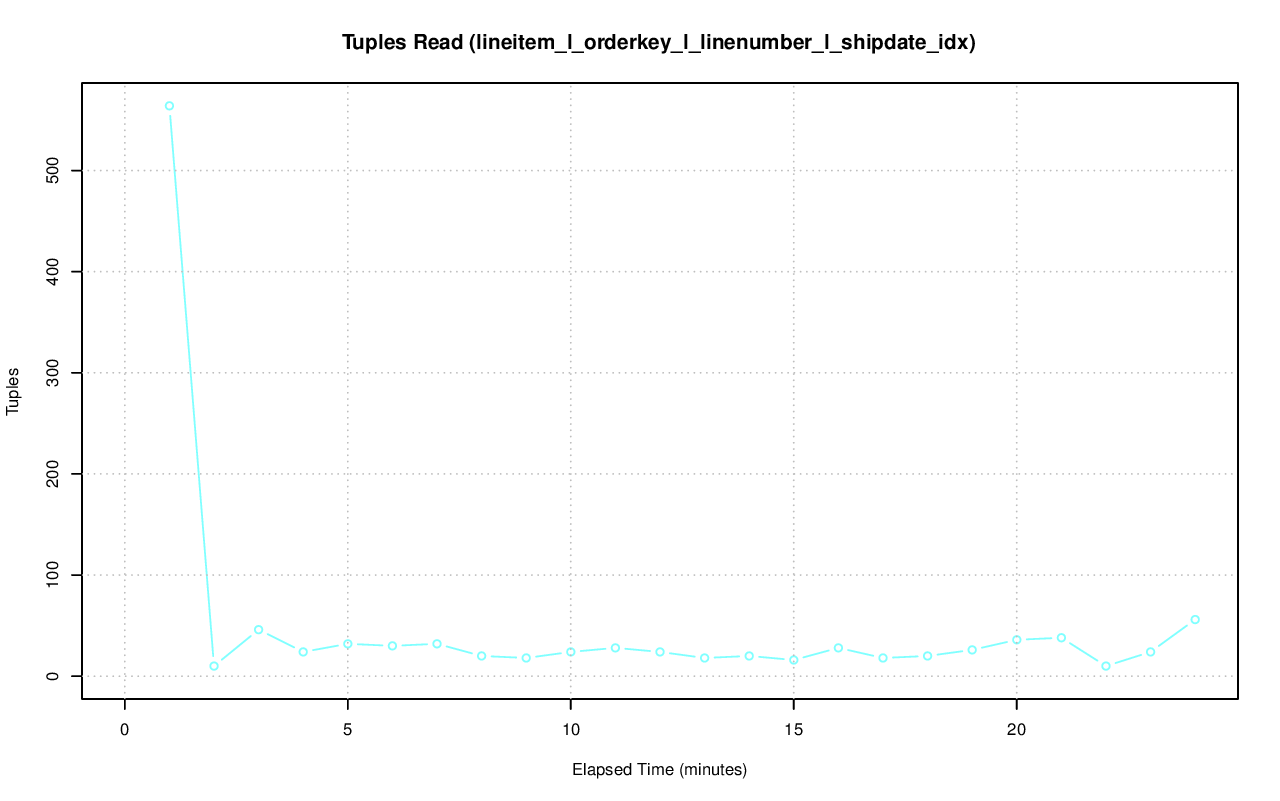 Tuples Read (lineitem_l_orderkey_l_linenumber_l_shipdate_idx)
500
400
300
200
100
0
Tuples
0 5 10 15 20
Elapsed Time (minutes)